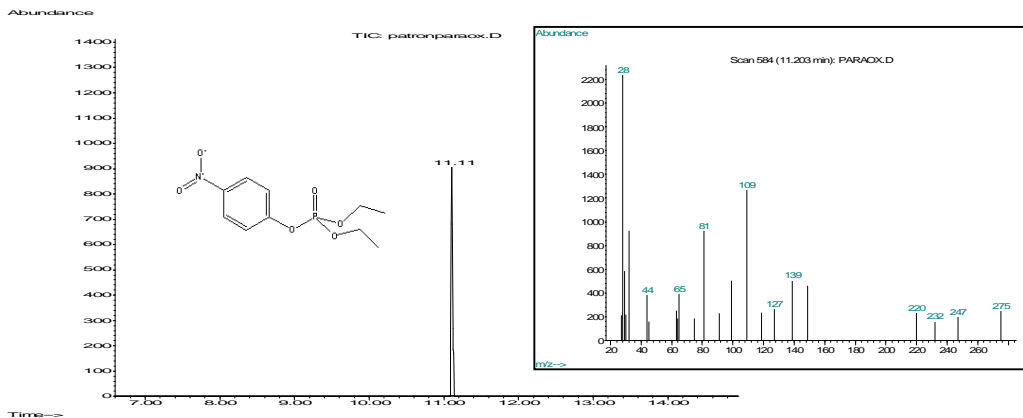 Abundance
TIC: patronparaox.D
1400
1300
1200
1100
1000
900
800
700
600
500
400
300
200
100
0
11.11
O-
N+
O
O
P
O
O
O
7.00 8.00 9.00 10.00 11.00 12.00 13.00 14.00
Time-->
Abundance
Scan 584 (11.203 min): PARAOX.D
2200
2000
1800
1600
1400
1200
1000
800
600
400
200
0
28
109
81
44
65
139
127
220
232
247
275
20 40 60 80 100 120 140 160 180 200 220 240 260
m/z-->